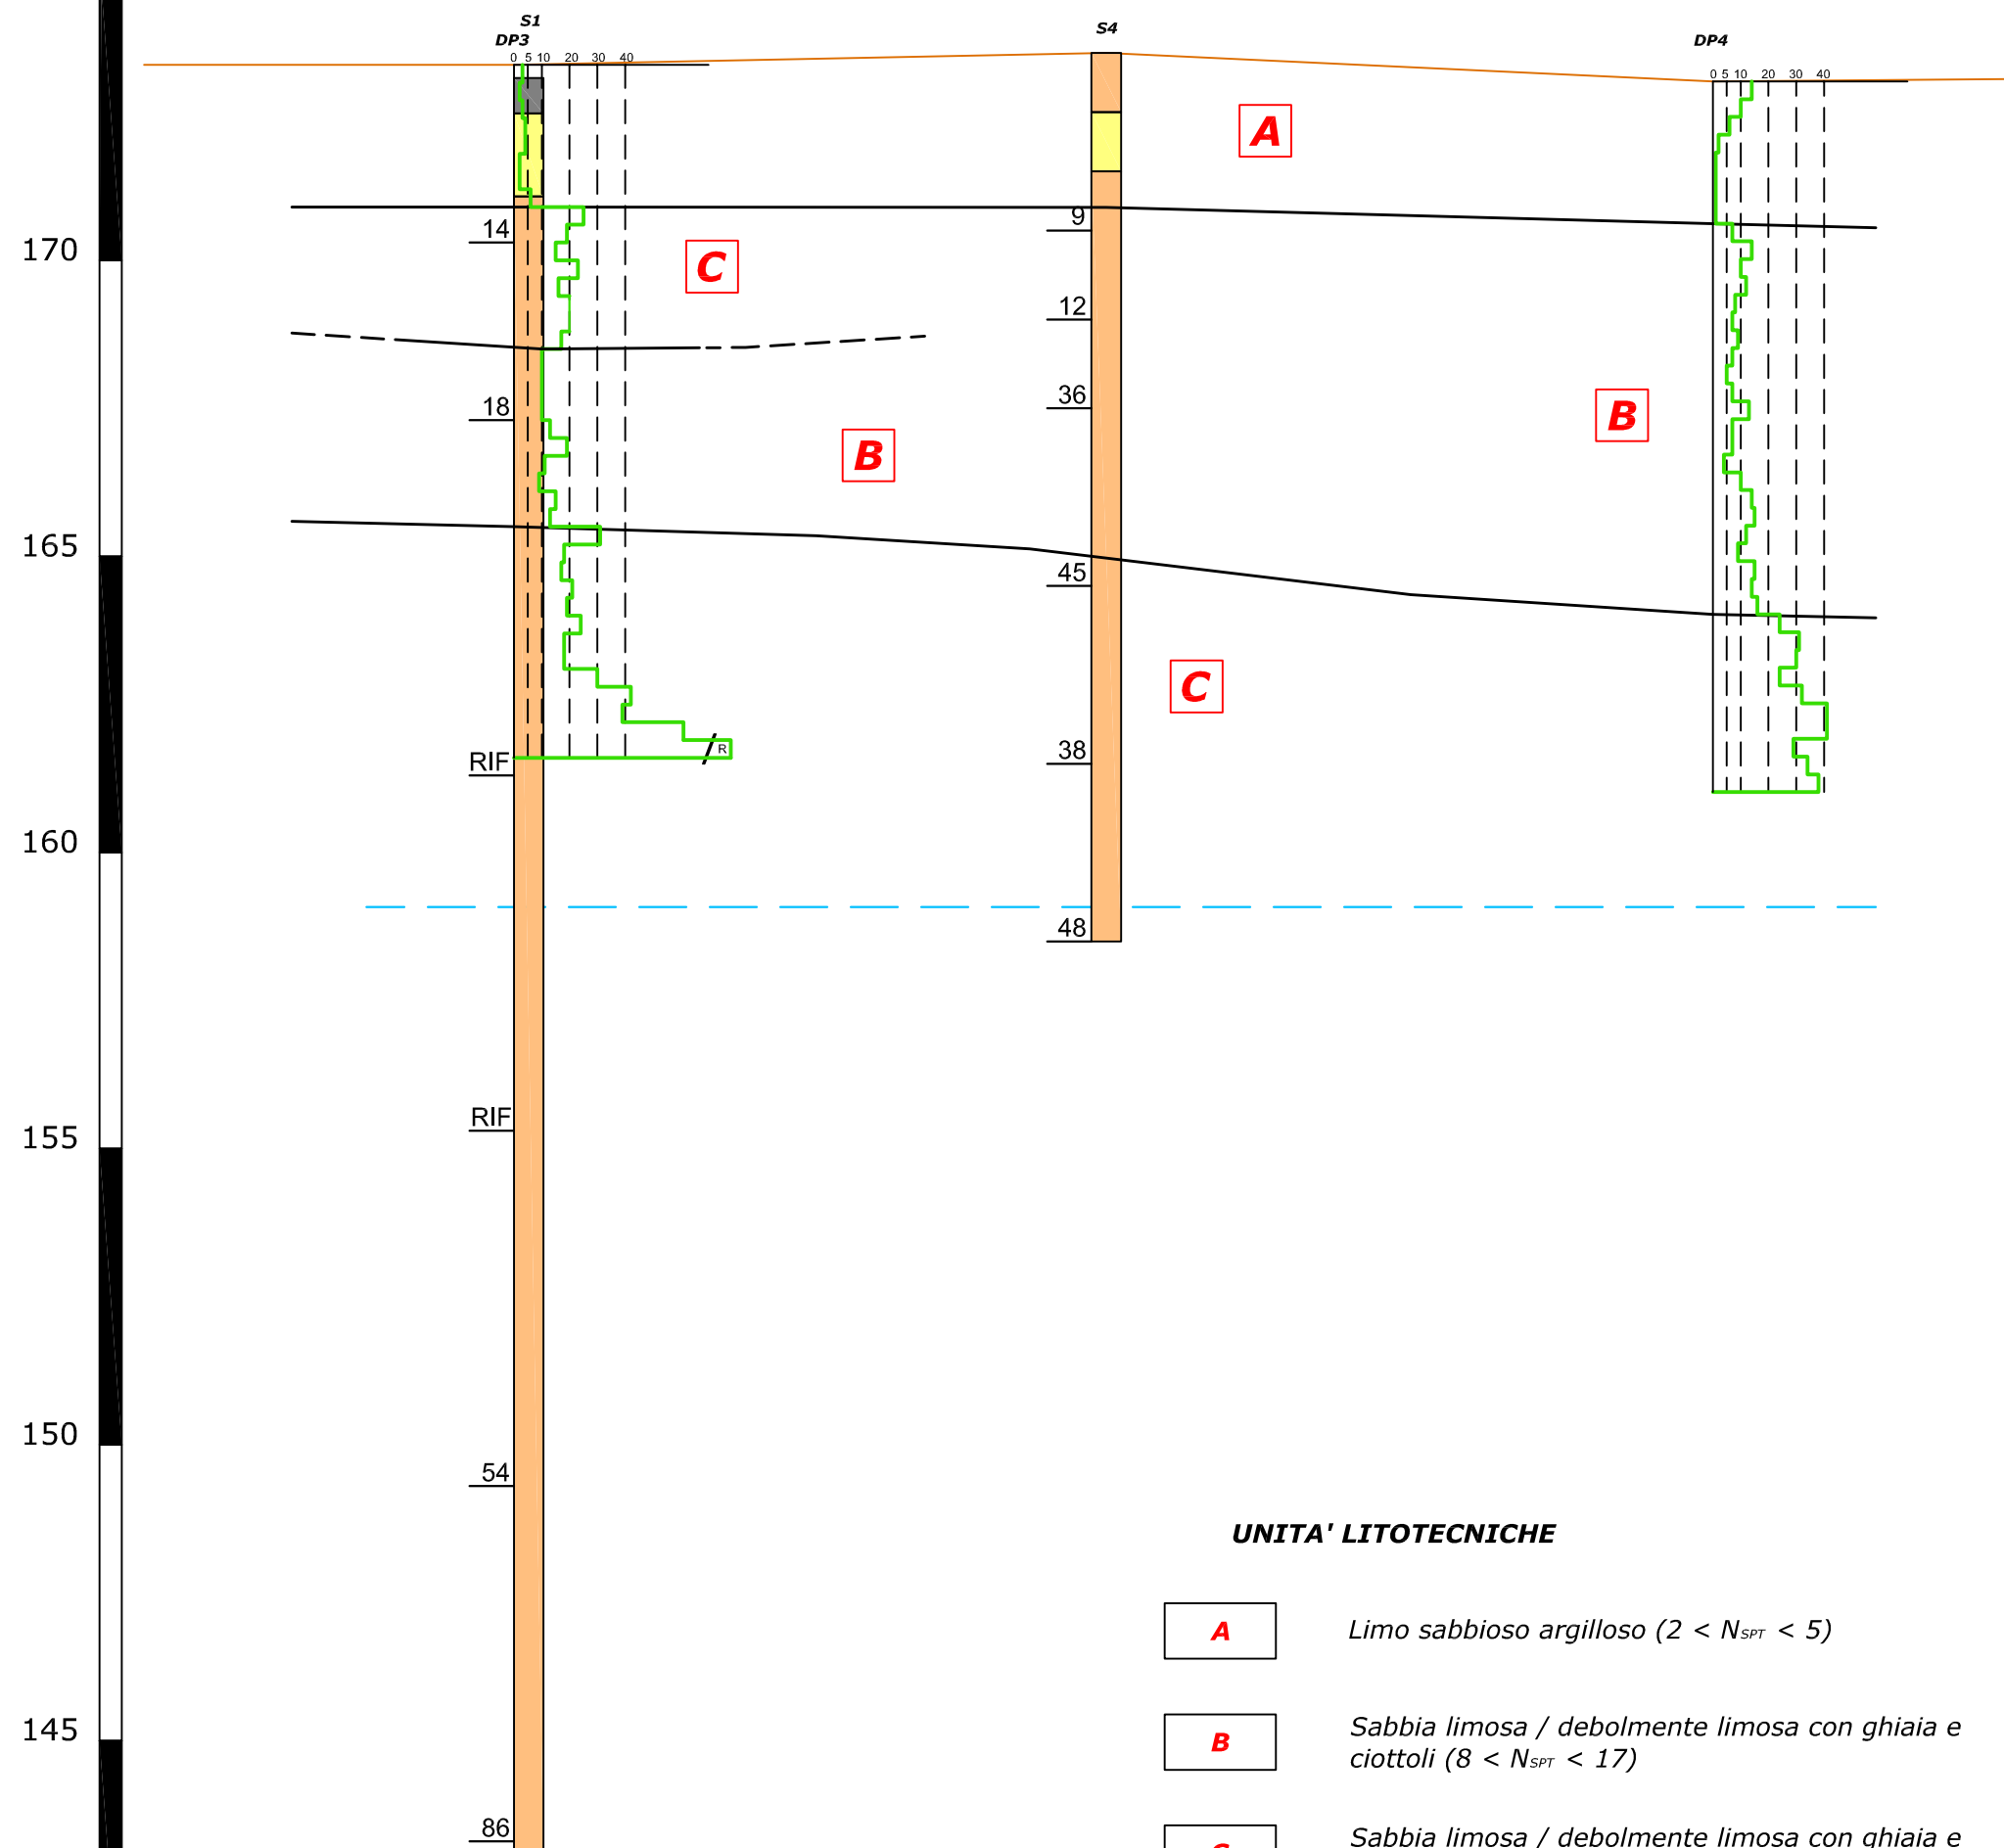 S1
S4
DP3
DP4
0 5 10 20 30 40
0 5 10 20 30 40
A
9
14
C
170
12
36
18
B
B
165
45
C
R
38
RIF
160
48
RIF
155
150
54
UNITA' LITOTECNICHE
A
Limo sabbioso argilloso (2 < NSPT < 5)
145
B
Sabbia limosa / debolmente limosa con ghiaia e
ciottoli (8 < NSPT < 17)
86
Sabbia limosa / debolmente limosa con ghiaia e